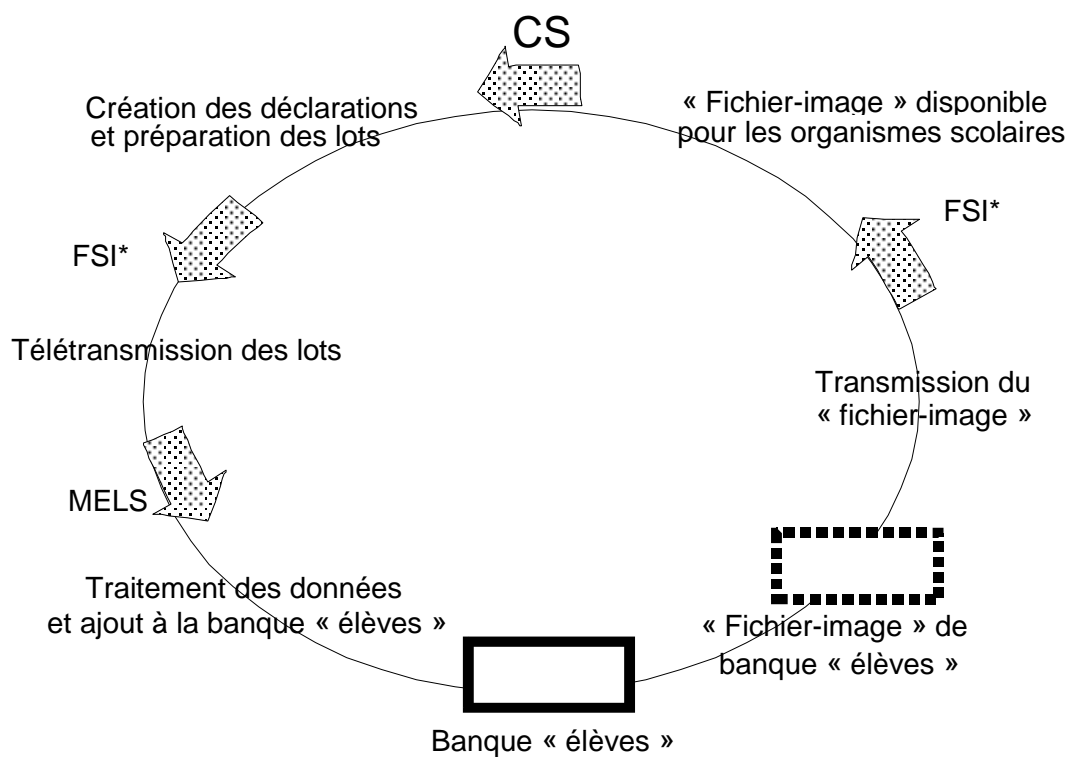 CS
Création des déclarations
et préparation des lots
« Fichier-image » disponible
pour les organismes scolaires
FSI*
FSI*
Télétransmission des lots
Transmission du
« fichier-image »
MELS
Traitement des données
et ajout à la banque « élèves »
« Fichier-image » de
banque « élèves »
Banque « élèves »